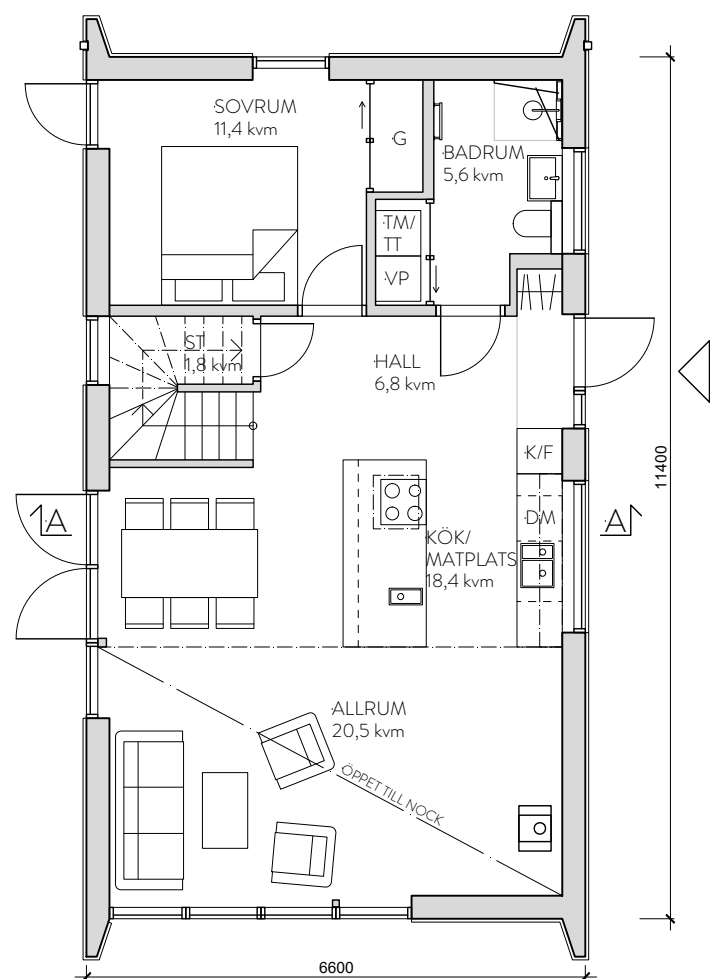 SOVRUM
11,4 kvm
G
BADRUM
5,6 kvm
TM/
TT
VP
ST
1,8 kvm
HALL
6,8 kvm
K/F
11400
A
DM
A
KÖK/
MATPLATS
18,4 kvm
ALLRUM
20,5 kvm
ÖPPET TILL NOCK
6600